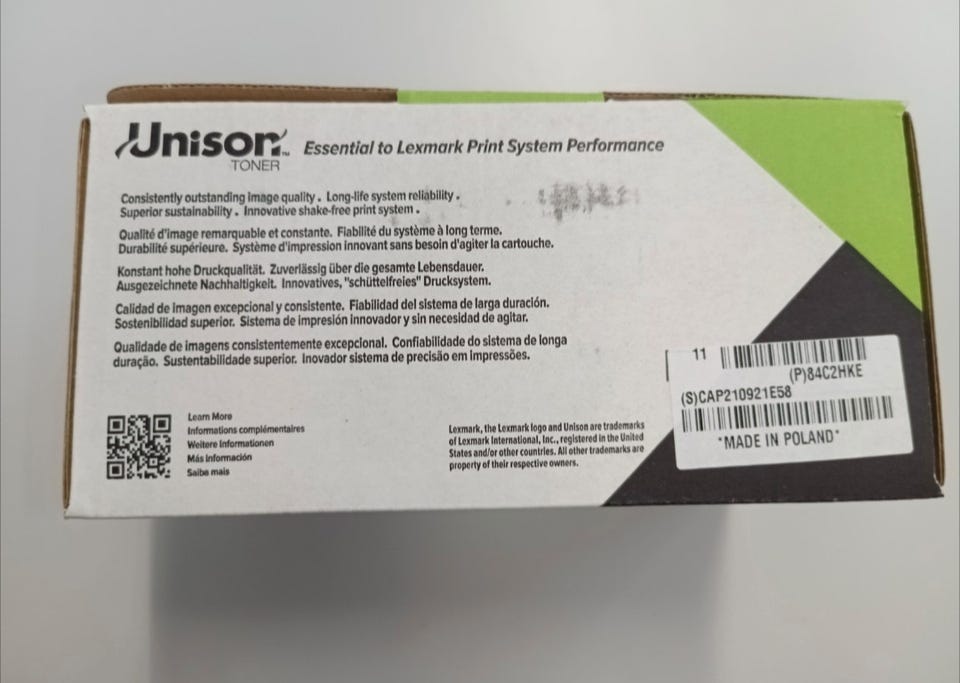 Unison™ Essential to Lexmark Print System Performance
TONER
Consistently outstanding image quality. Long-life system reliability.
Superior sustainability. Innovative shake-free print system.
Qualité d'image remarquable et constante. Fiabilité du système à long terme.
Durabilité supérieure. Système d'impression innovant sans besoin d'agiter la cartouche.
Konstant hohe Druckqualität. Zuverlässig über die gesamte Lebensdauer.
Ausgezeichnete Nachhaltigkeit. Innovatives, "schüttelfreies" Drucksystem.
Calidad de imagen excepcional y consistente. Fiabilidad del sistema de larga duración.
Sostenibilidad superior. Sistema de impresión innovador y sin necesidad de agitar.
Qualidade de imagens consistentemente excepcional. Confiabilidade do sistema de longa
duração. Sustentabilidade superior. Inovador sistema de precisão em impressões.
Learn More
Informations complémentaires
Weitere Informationen
Más información
Saiba mais
Lexmark, the Lexmark logo and Unison are trademarks
of Lexmark International, Inc., registered in the United
States and/or other countries. All other trademarks are
property of their respective owners.
11
(P)84C2HKE
(S)CAP210921E58
*MADE IN POLAND*